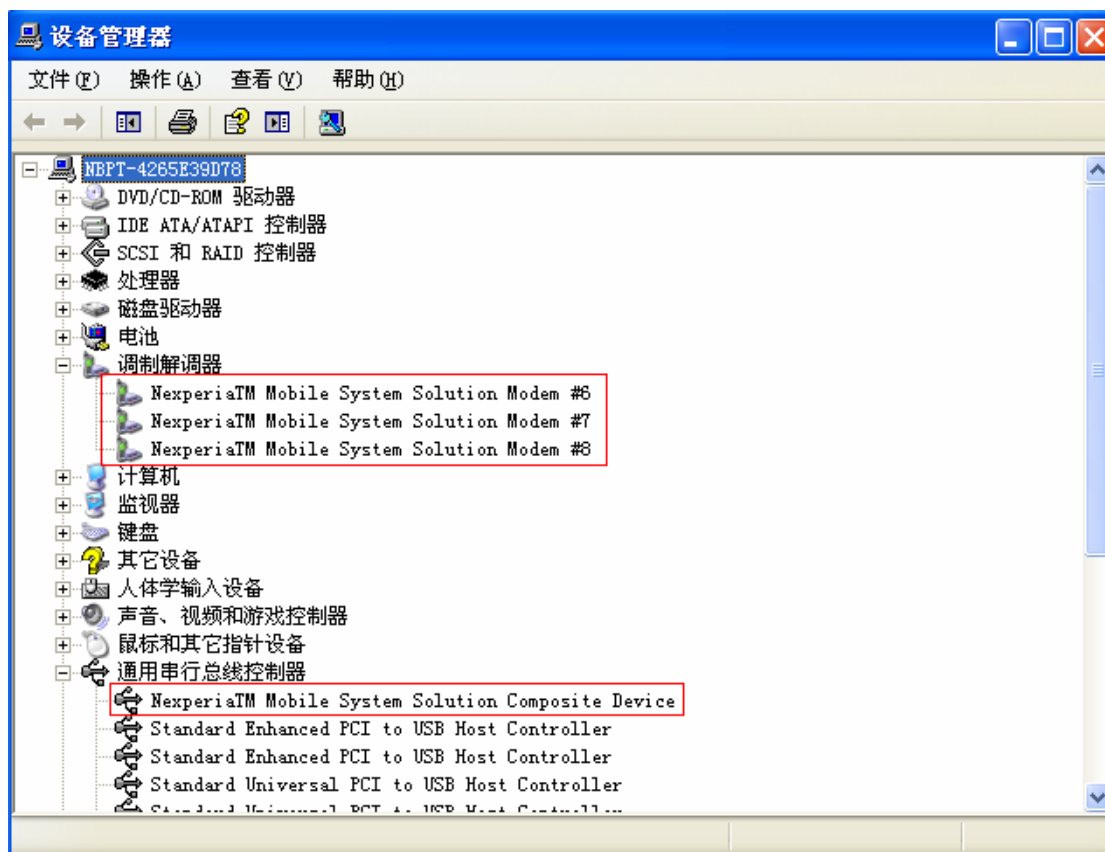 设备管理器
文件(F) 操作(A) 查看(V) 帮助(H)
NBPT-4265E39D78
DVD/CD-ROM 驱动器
IDE ATA/ATAPI 控制器
SCSI 和 RAID 控制器
处理器
磁盘驱动器
电池
调制解调器
NexperiaTM Mobile System Solution Modem #6
NexperiaTM Mobile System Solution Modem #7
NexperiaTM Mobile System Solution Modem #8
计算机
监视器
键盘
其它设备
人体学输入设备
声音、视频和游戏控制器
鼠标和其它指针设备
通用串行总线控制器
NexperiaTM Mobile System Solution Composite Device
Standard Enhanced PCI to USB Host Controller
Standard Enhanced PCI to USB Host Controller
Standard Universal PCI to USB Host Controller
Standard Universal PCI to USB Host Controller